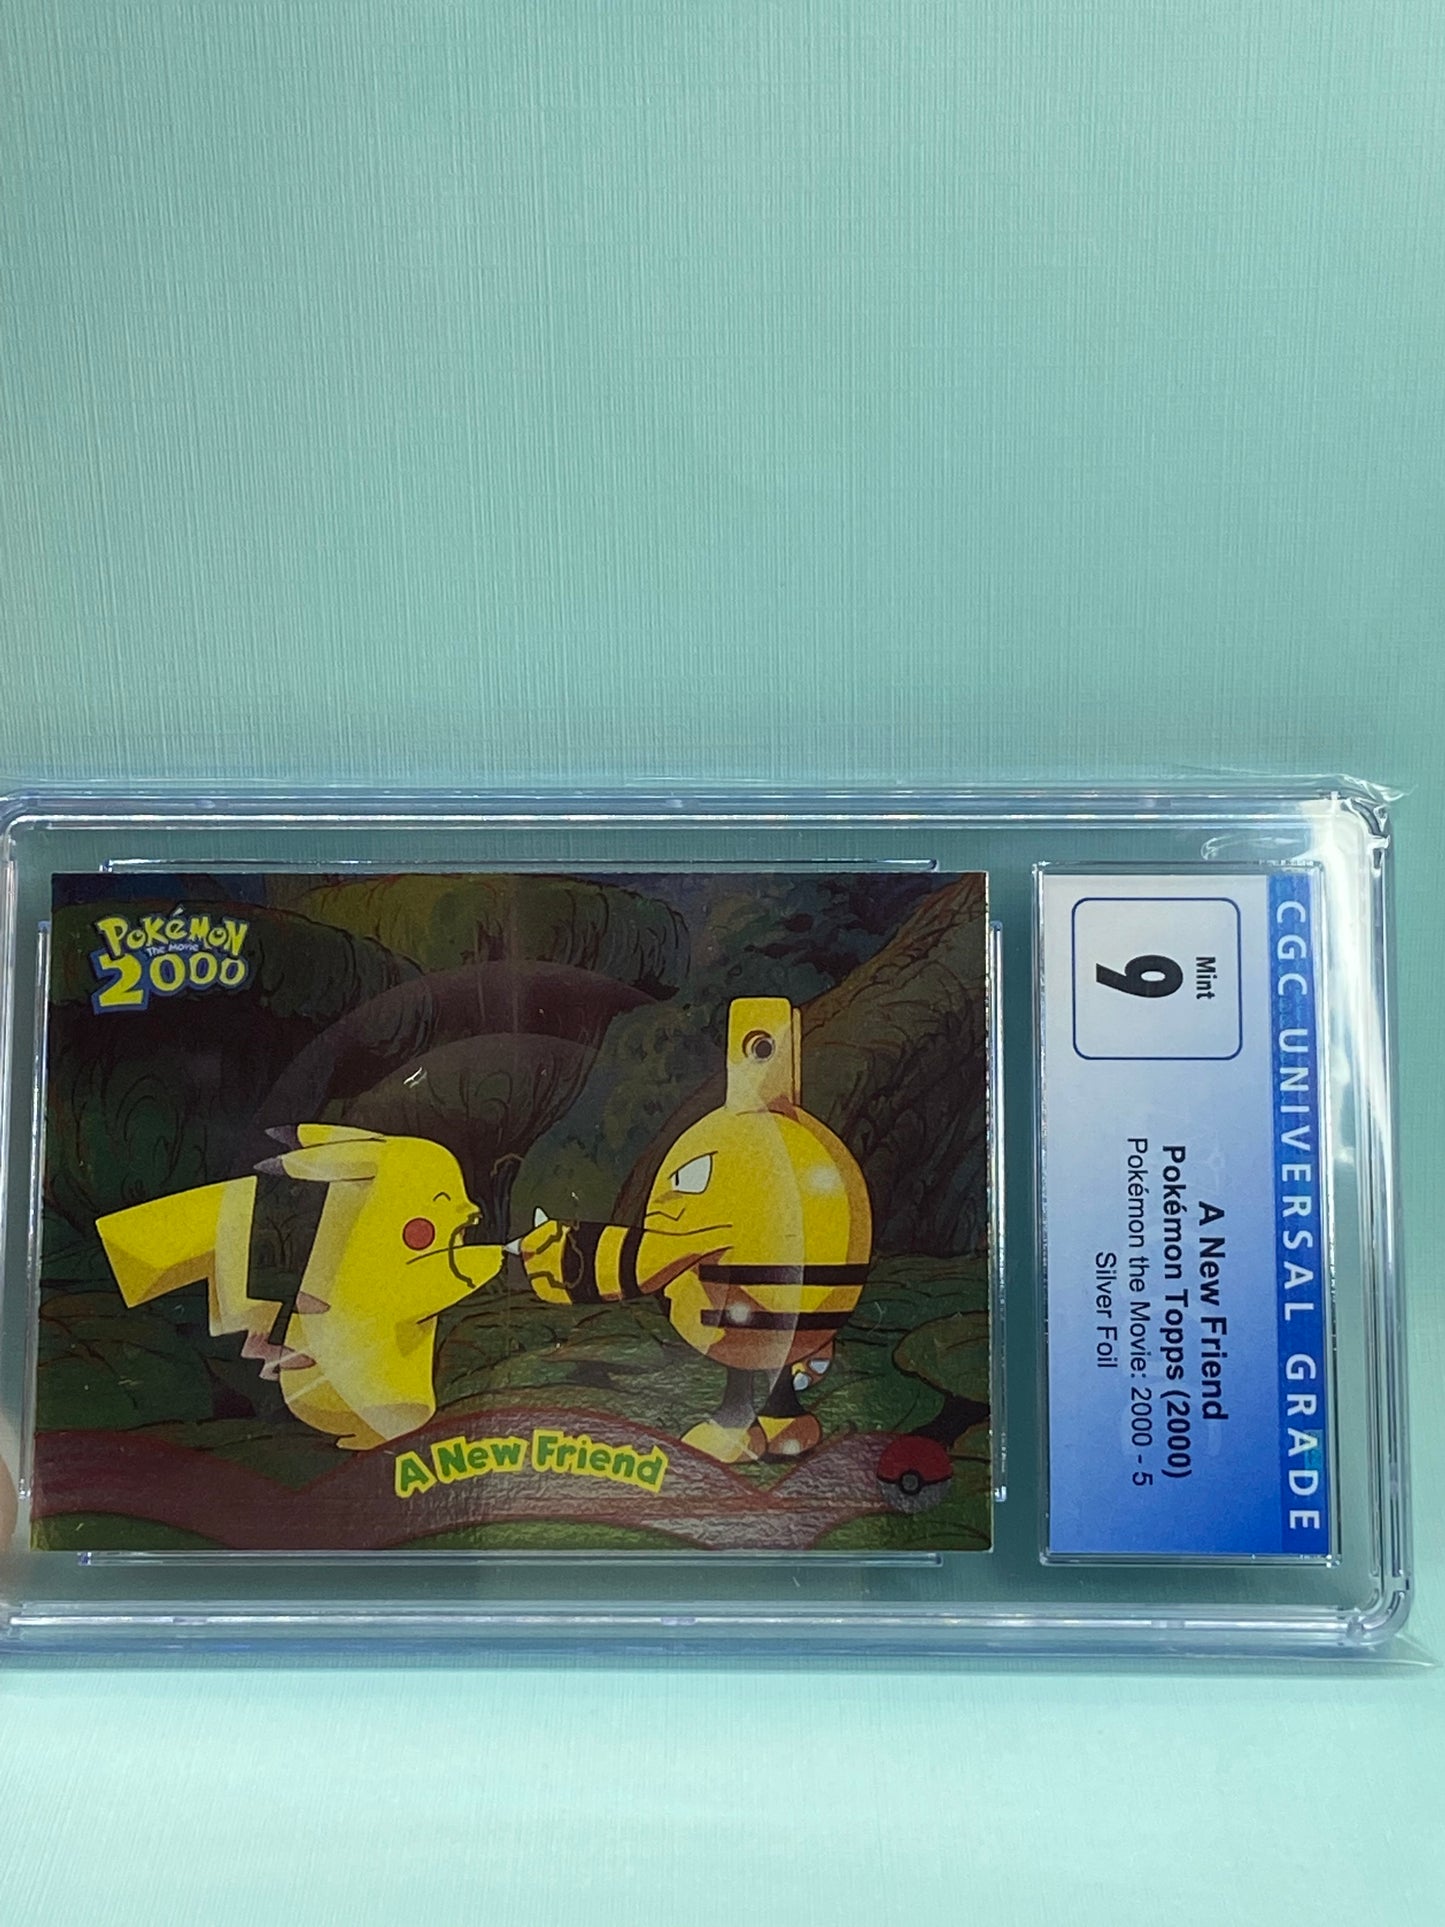 POKéMON
THE MOVIE
2000
A New Friend
CGC UNIVERSAL GRADE
Mint
9
A New Friend
Pokémon Topps (2000)
Pokémon the Movie: 2000 - 5
Silver Foil